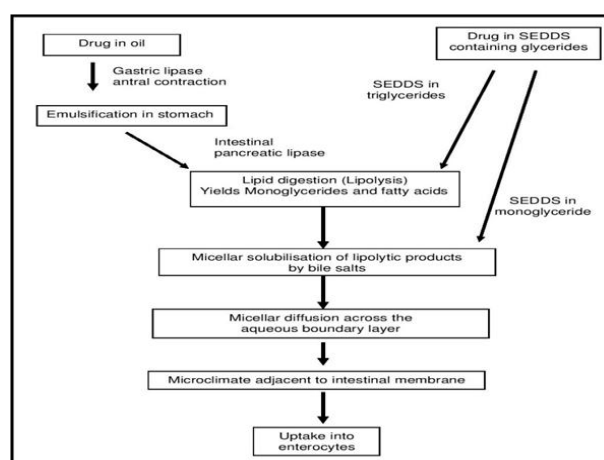 Drug in oil
Drug in SEDDS
containing glycerides
Gastric lipase
antral contraction
SEDDS in
triglycerides
Emulsification in stomach
Intestinal
pancreatic lipase
Lipid digestion (Lipolysis)
Yields Monoglycerides and fatty acids
SEDDS in
monoglyceride
Micellar solubilisation of lipolytic products
by bile salts
Micellar diffusion across the
aqueous boundary layer
Microclimate adjacent to intestinal membrane
Uptake into
enterocytes